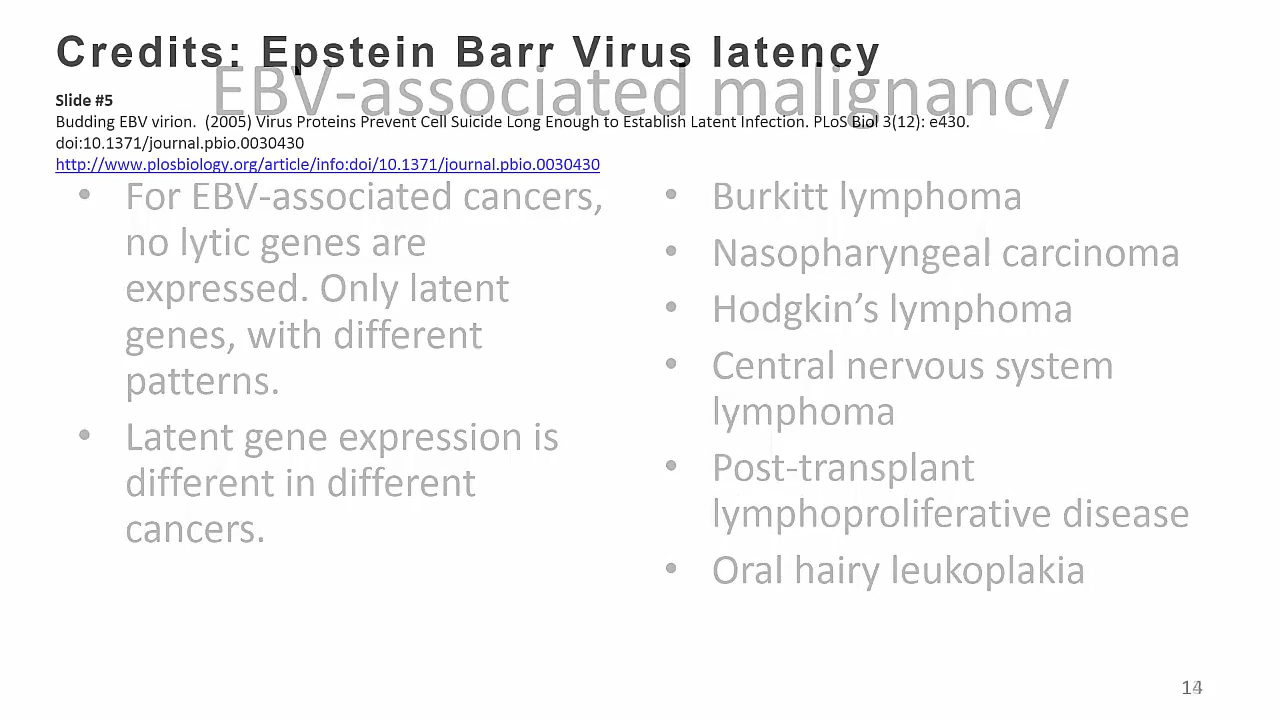 Credits: Epstein Barr Virus latency
EBV-associated malignancy
Slide #5
Budding EBV virion. (2005) Virus Proteins Prevent Cell Suicide Long Enough to Establish Latent Infection. PLoS Biol 3(12): e430.
doi:10.1371/journal.pbio.0030430
http://www.plosbiology.org/article/info:doi/10.1371/journal.pbio.0030430
• For EBV-associated cancers,
no lytic genes are
expressed. Only latent
genes, with different
patterns.
• Latent gene expression is
different in different
cancers.
• Burkitt lymphoma
• Nasopharyngeal carcinoma
• Hodgkin’s lymphoma
• Central nervous system
lymphoma
• Post-transplant
lymphoproliferative disease
• Oral hairy leukoplakia